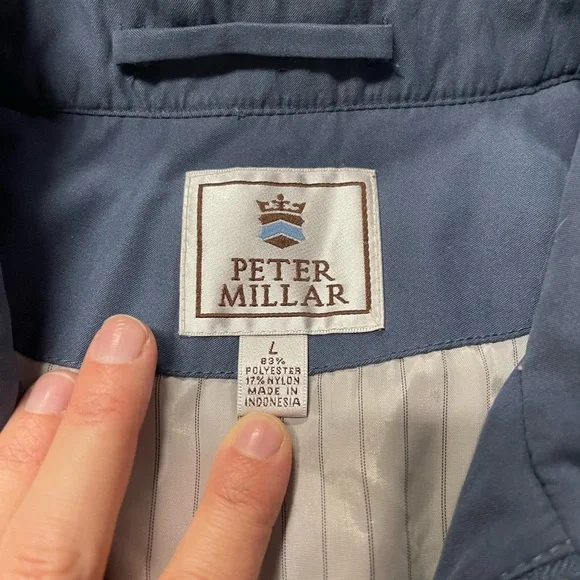 PETER
MILLAR
L
83%
POLYESTER
17% NYLON
MADE IN
INDONESIA